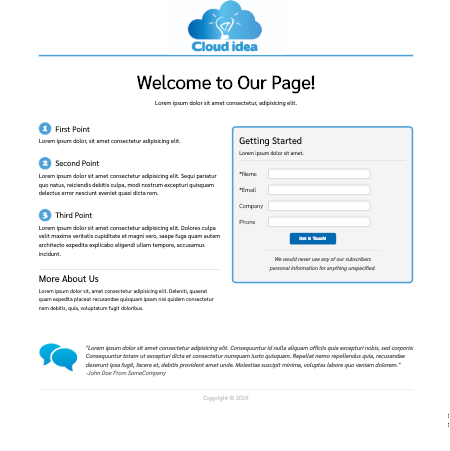 Cloud idea
Welcome to Our Page!
Lorem ipsum dolor sit amet consectetur, adipisicing elit.
1 First Point
Lorem ipsum dolor, sit amet consectetur adipisicing elit.
2 Second Point
Lorem ipsum dolor sit amet consectetur adipisicing elit. Sequi pariatur
quo natus, reiciendis debitis culpa, modi nostrum excepturi quisquam
delectus error nesciunt eveniet quasi dicta rem.
3 Third Point
Lorem ipsum dolor sit amet consectetur adipisicing elit. Dolores culpa
velit maxime veritatis cupiditate et magni vero, saepe fuga quam autem
architecto expedita explicabo eligendi ullam tempore, accusamus
incidunt.
More About Us
Lorem ipsum dolor sit, amet consectetur adipisicing elit. Deleniti, quaerat
quam expedita placeat recusandae quisquam ipsam nisi quidem consectetur
nam debitis, quia, voluptatum fugit doloribus.
Getting Started
Lorem ipsum dolor sit amet.
*Name
*Email
Company
Phone
Get in Touch!
We would never use any of our subscribers
personal information for anything unspecified.
"Lorem ipsum dolor sit amet consectetur adipisicing elit. Consequuntur id nulla aliquam officiis quia excepturi nobis, sed corporis
Consequuntur totam ut excepturi dicta et consectetur numquam iusto quisquam. Repellat nemo repellendus quia, recusandae
deserunt ipsa fugit facere et, debitis provident amet unde. Molestiae suscipit minima, voluptas labore quo veniam dolorem."
-John Doe From SomeCompany
Copyright © 2019